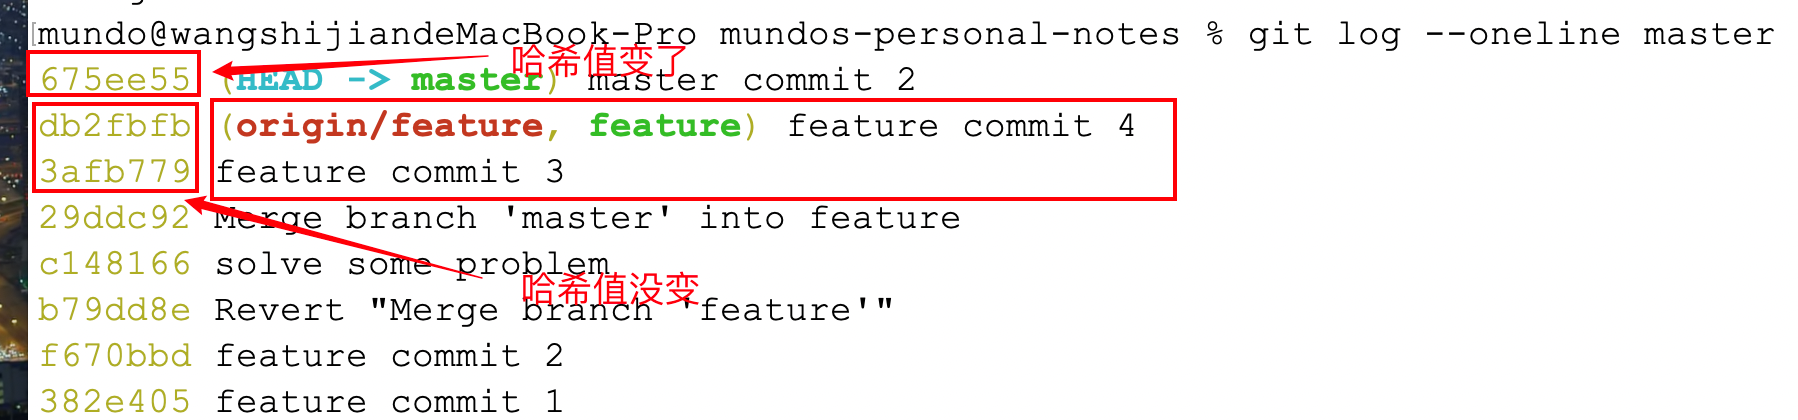 mundo@wangshijiandeMacBook-Pro mundos-personal-notes % git log --oneline master
哈希值变了
675ee55 (HEAD -> master) master commit 2
db2fbfb (origin/feature, feature) feature commit 4
3afb779 feature commit 3
29ddc92 Merge branch 'master' into feature
c148166 solve some problem
哈希值没变
b79dd8e Revert "Merge branch 'feature'"
f670bbd feature commit 2
382e405 feature commit 1